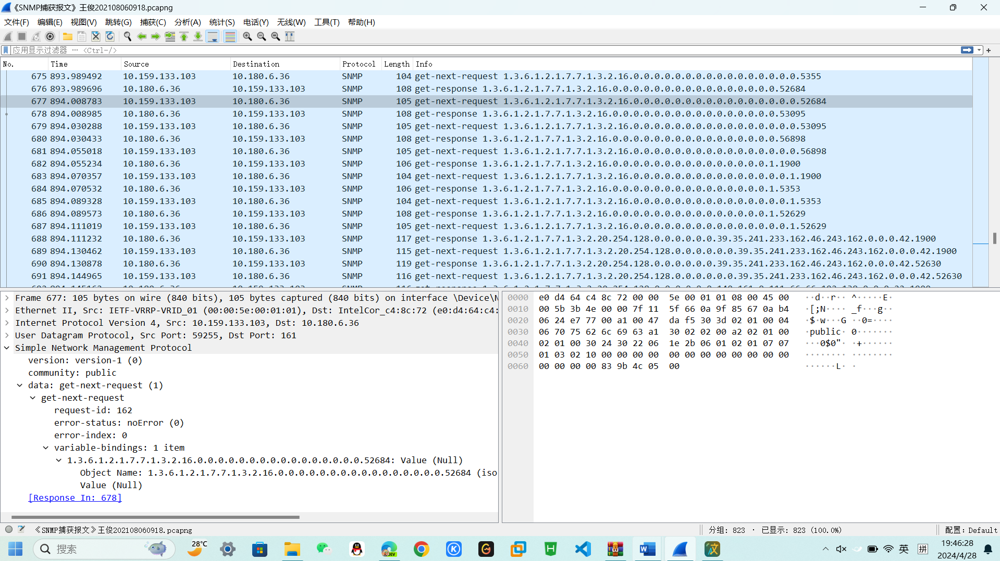 《SNMP捕获报文》王俊202108060918.pcapng
文件(F) 编辑(E) 视图(V) 跳转(G) 捕获(C) 分析(A) 统计(S) 电话(Y) 无线(W) 工具(T) 帮助(H)
应用显示过滤器 … <Ctrl-/>
No. Time Source Destination Protocol Length Info
675 893.989492 10.159.133.103 10.180.6.36 SNMP 104 get-next-request 1.3.6.1.2.1.7.7.1.3.2.16.0.0.0.0.0.0.0.0.0.0.0.0.0.0.0.0.5355
676 893.989696 10.180.6.36 10.159.133.103 SNMP 108 get-response 1.3.6.1.2.1.7.7.1.3.2.16.0.0.0.0.0.0.0.0.0.0.0.0.0.0.0.0.52684
677 894.008783 10.159.133.103 10.180.6.36 SNMP 105 get-next-request 1.3.6.1.2.1.7.7.1.3.2.16.0.0.0.0.0.0.0.0.0.0.0.0.0.0.0.0.52684
678 894.008985 10.180.6.36 10.159.133.103 SNMP 108 get-response 1.3.6.1.2.1.7.7.1.3.2.16.0.0.0.0.0.0.0.0.0.0.0.0.0.0.0.0.53095
679 894.030288 10.159.133.103 10.180.6.36 SNMP 105 get-next-request 1.3.6.1.2.1.7.7.1.3.2.16.0.0.0.0.0.0.0.0.0.0.0.0.0.0.0.0.53095
680 894.030433 10.180.6.36 10.159.133.103 SNMP 108 get-response 1.3.6.1.2.1.7.7.1.3.2.16.0.0.0.0.0.0.0.0.0.0.0.0.0.0.0.0.56898
681 894.055018 10.159.133.103 10.180.6.36 SNMP 105 get-next-request 1.3.6.1.2.1.7.7.1.3.2.16.0.0.0.0.0.0.0.0.0.0.0.0.0.0.0.0.56898
682 894.055234 10.180.6.36 10.159.133.103 SNMP 106 get-response 1.3.6.1.2.1.7.7.1.3.2.16.0.0.0.0.0.0.0.0.0.0.0.0.0.0.0.1.1900
683 894.070357 10.159.133.103 10.180.6.36 SNMP 104 get-next-request 1.3.6.1.2.1.7.7.1.3.2.16.0.0.0.0.0.0.0.0.0.0.0.0.0.0.0.1.1900
684 894.070532 10.180.6.36 10.159.133.103 SNMP 106 get-response 1.3.6.1.2.1.7.7.1.3.2.16.0.0.0.0.0.0.0.0.0.0.0.0.0.0.0.1.5353
685 894.089328 10.159.133.103 10.180.6.36 SNMP 104 get-next-request 1.3.6.1.2.1.7.7.1.3.2.16.0.0.0.0.0.0.0.0.0.0.0.0.0.0.0.1.5353
686 894.089573 10.180.6.36 10.159.133.103 SNMP 108 get-response 1.3.6.1.2.1.7.7.1.3.2.16.0.0.0.0.0.0.0.0.0.0.0.0.0.0.0.1.52629
687 894.111019 10.159.133.103 10.180.6.36 SNMP 105 get-next-request 1.3.6.1.2.1.7.7.1.3.2.16.0.0.0.0.0.0.0.0.0.0.0.0.0.0.0.1.52629
688 894.111232 10.180.6.36 10.159.133.103 SNMP 117 get-response 1.3.6.1.2.1.7.7.1.3.2.20.254.128.0.0.0.0.0.0.39.35.241.233.162.46.243.162.0.0.0.42.1900
689 894.130462 10.159.133.103 10.180.6.36 SNMP 115 get-next-request 1.3.6.1.2.1.7.7.1.3.2.20.254.128.0.0.0.0.0.0.39.35.241.233.162.46.243.162.0.0.0.42.1900
690 894.130878 10.180.6.36 10.159.133.103 SNMP 119 get-response 1.3.6.1.2.1.7.7.1.3.2.20.254.128.0.0.0.0.0.0.39.35.241.233.162.46.243.162.0.0.0.42.52630
691 894.144965 10.159.133.103 10.180.6.36 SNMP 116 get-next-request 1.3.6.1.2.1.7.7.1.3.2.20.254.128.0.0.0.0.0.0.39.35.241.233.162.46.243.162.0.0.0.42.52630
Frame 677: 105 bytes on wire (840 bits), 105 bytes captured (840 bits) on interface \Device\N
Ethernet II, Src: IETF-VRRP-VRID_01 (00:00:5e:00:01:01), Dst: IntelCor_c4:8c:72 (e0:d4:64:c4:
Internet Protocol Version 4, Src: 10.159.133.103, Dst: 10.180.6.36
User Datagram Protocol, Src Port: 59255, Dst Port: 161
Simple Network Management Protocol
version: version-1 (0)
community: public
data: get-next-request (1)
get-next-request
request-id: 162
error-status: noError (0)
error-index: 0
variable-bindings: 1 item
1.3.6.1.2.1.7.7.1.3.2.16.0.0.0.0.0.0.0.0.0.0.0.0.0.0.0.0.52684: Value (Null)
Object Name: 1.3.6.1.2.1.7.7.1.3.2.16.0.0.0.0.0.0.0.0.0.0.0.0.0.0.0.0.52684 (iso
Value (Null)
[Response In: 678]
0000 e0 d4 64 c4 8c 72 00 00 5e 00 01 01 08 00 45 00 ··d··r·· ^·····E·
0010 00 5b 3b 4e 00 00 7f 11 5f 66 0a 9f 85 67 0a b4 ·[;N···· _f···g··
0020 06 24 e7 77 00 a1 00 47 da f5 30 3d 02 01 00 04 ·$·w···G ··0=····
0030 06 70 75 62 6c 69 63 a1 30 02 02 00 a2 02 01 00 ·public· 0·······
0040 02 01 00 30 24 30 22 06 1e 2b 06 01 02 01 07 07 ···0$0"· ·+······
0050 01 03 02 10 00 00 00 00 00 00 00 00 00 00 00 00 ········ ········
0060 00 00 00 00 83 9b 4c 05 00 ······L· ·
《SNMP捕获报文》王俊202108060918.pcapng 分组: 823 · 已显示: 823 (100.0%) 配置: Default
搜索 28°C DEV 英 拼 19:46:28
2024/4/28